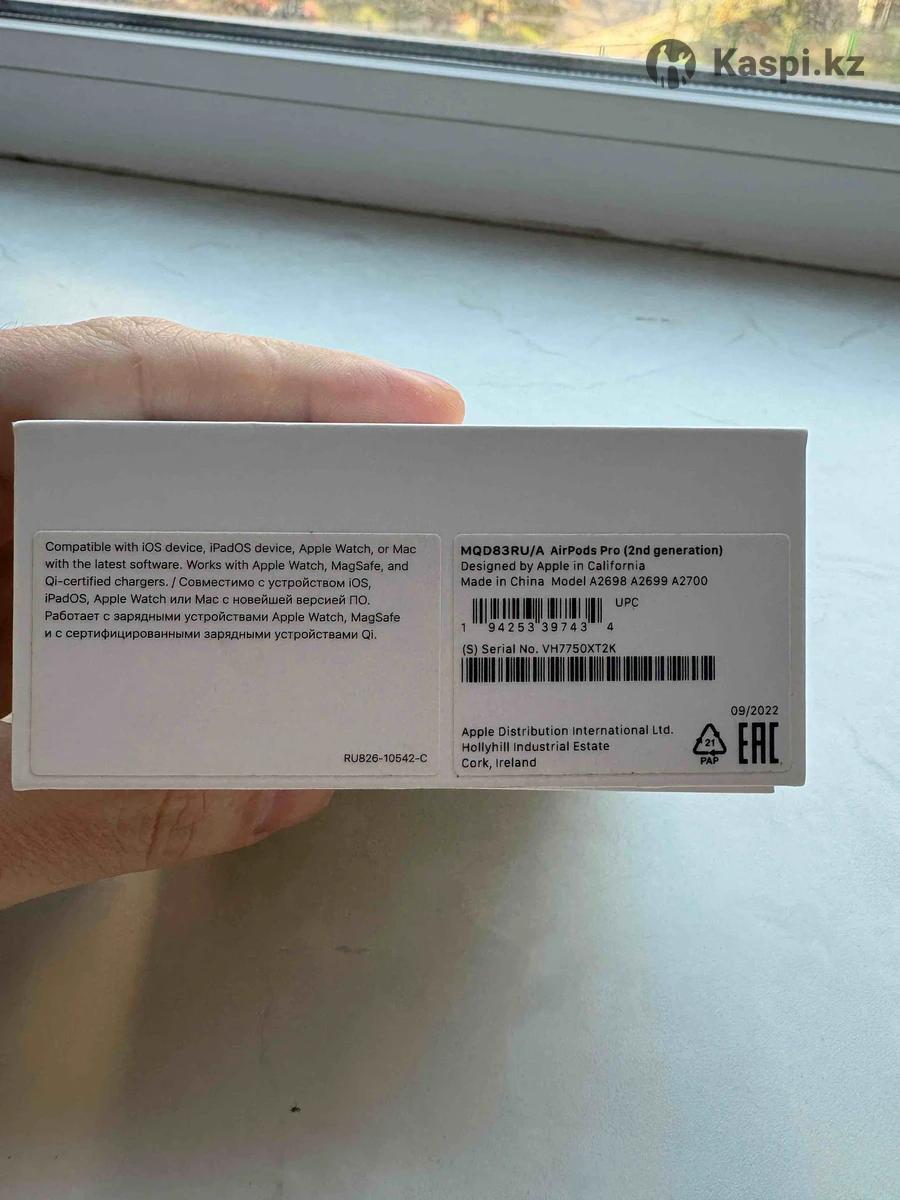 Kaspi.kz
Compatible with iOS device, iPadOS device, Apple Watch, or Mac
with the latest software. Works with Apple Watch, MagSafe, and
Qi-certified chargers. / Совместимо с устройством iOS,
iPadOS, Apple Watch или Mac с новейшей версией ПО.
Работает с зарядными устройствами Apple Watch, MagSafe
и с сертифицированными зарядными устройствами Qi.
RU826-10542-C
MQD83RU/A AirPods Pro (2nd generation)
Designed by Apple in California
Made in China Model A2698 A2699 A2700
UPC
1 94253 39743 4
(S) Serial No. VH7750XT2K
09/2022
Apple Distribution International Ltd.
Hollyhill Industrial Estate
Cork, Ireland
21
PAP
EAC